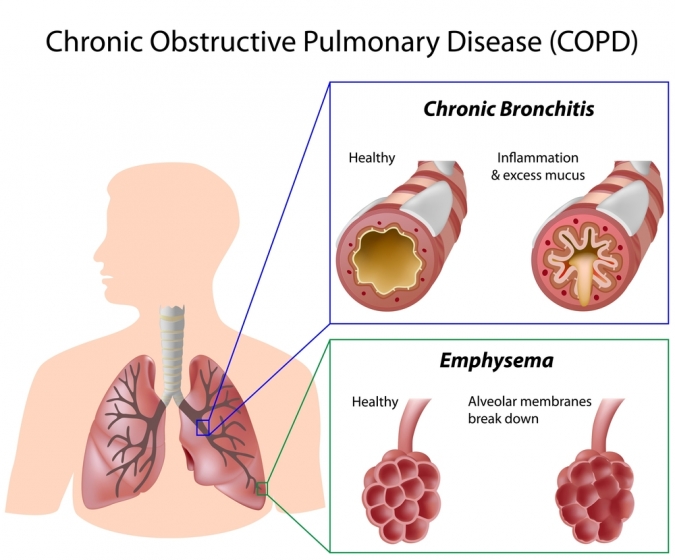 Chronic Obstructive Pulmonary Disease (COPD)
Chronic Bronchitis
Healthy
Inflammation
& excess mucus
Emphysema
Healthy
Alveolar membranes
break down